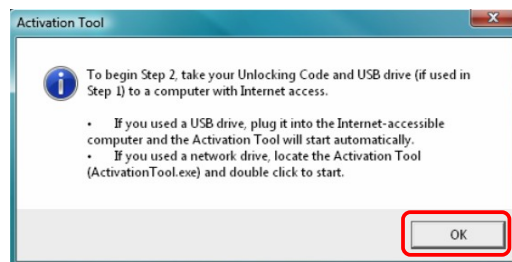 Activation Tool
To begin Step 2, take your Unlocking Code and USB drive (if used in
Step 1) to a computer with Internet access.
• If you used a USB drive, plug it into the Internet-accessible
computer and the Activation Tool will start automatically.
• If you used a network drive, locate the Activation Tool
(ActivationTool.exe) and double click to start.
OK